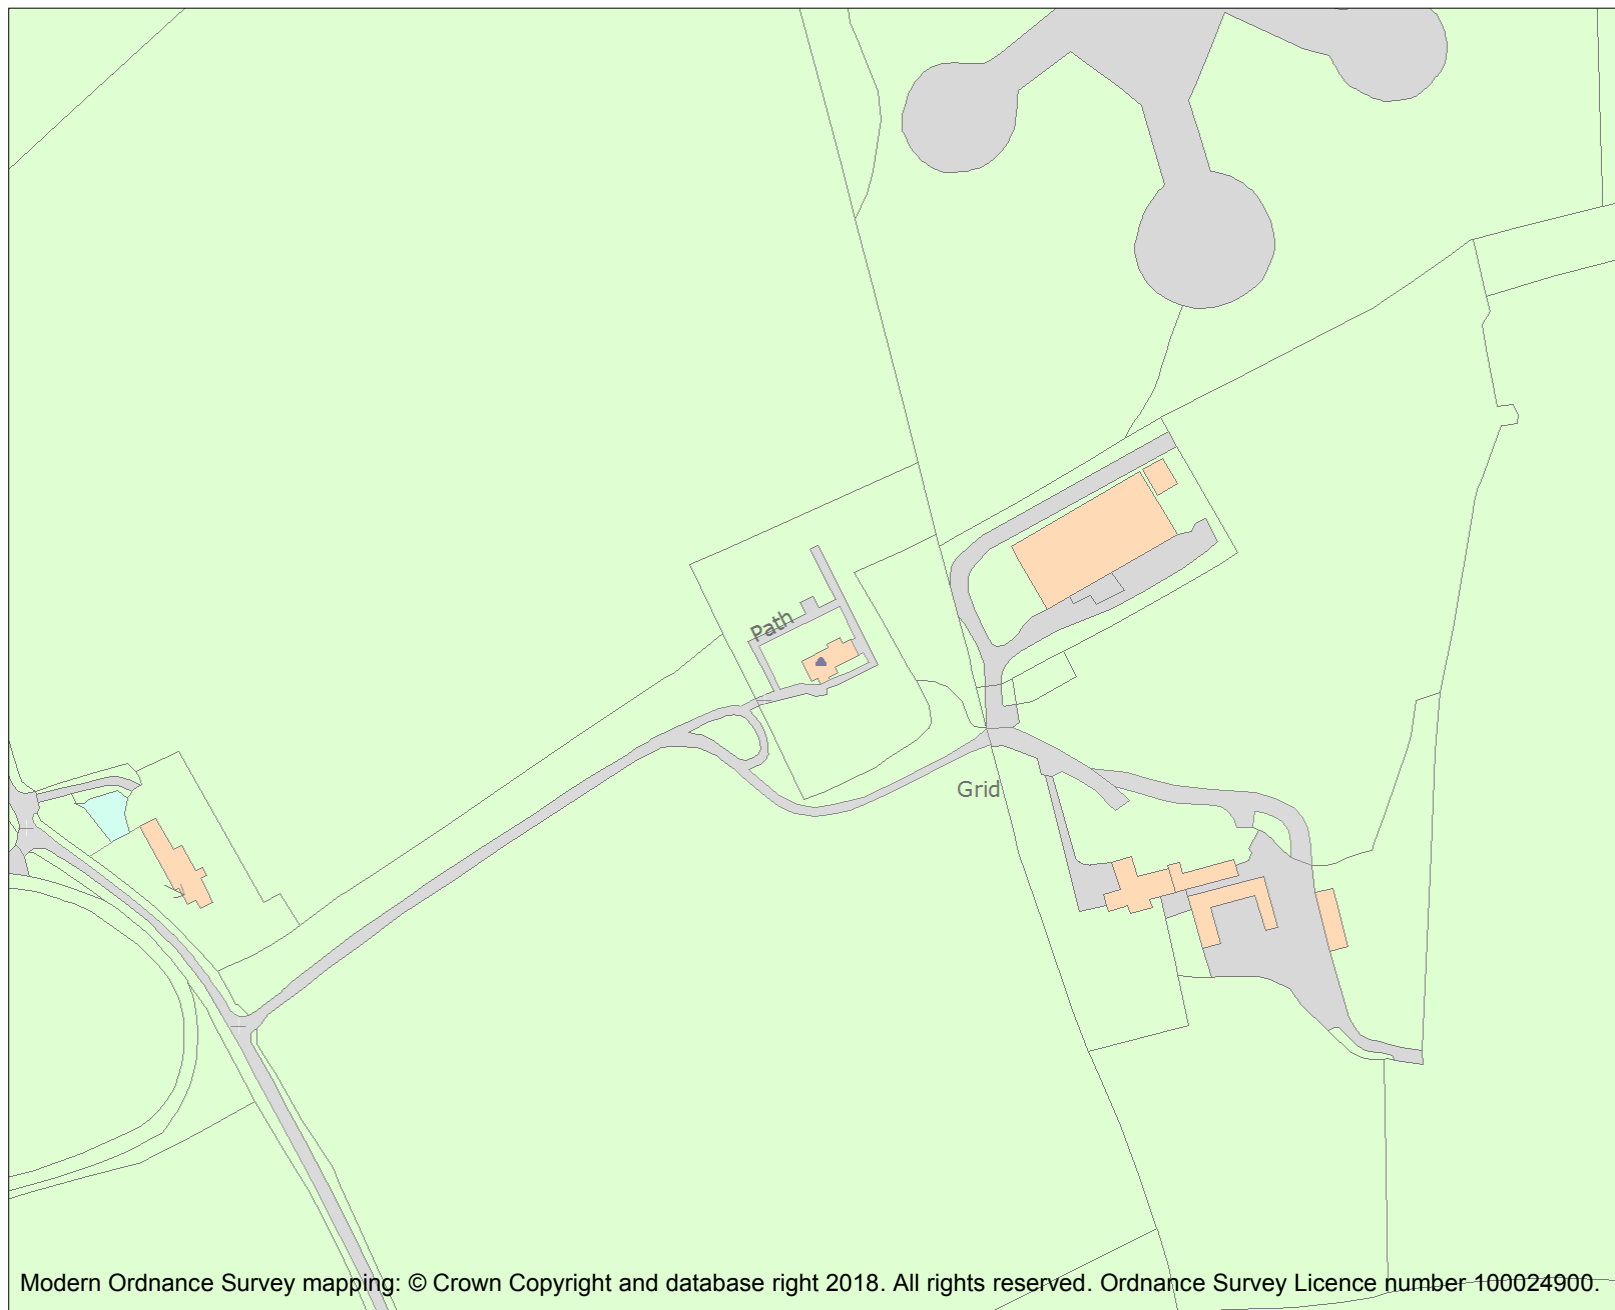 Path
Grid
Modern Ordnance Survey mapping: © Crown Copyright and database right 2018. All rights reserved. Ordnance Survey Licence number 100024900.